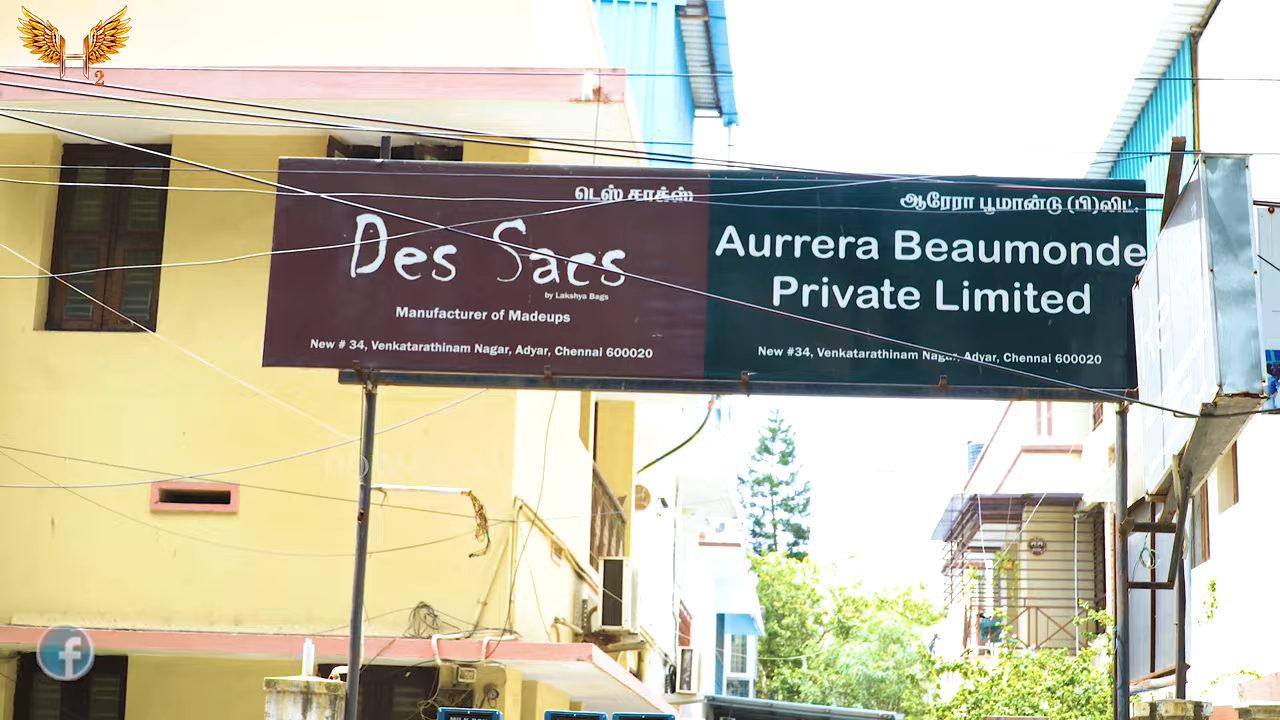 H2
டெஸ் சாக்ஸ்
Des Sacs
by Lakshya Bags
Manufacturer of Madeups
New # 34, Venkatarathinam Nagar, Adyar, Chennai 600020
ஆரேரா பூமாண்டு (பி)லிட்.
Aurrera Beaumonde
Private Limited
New #34, Venkatarathinam Nagar, Adyar, Chennai 600020
f